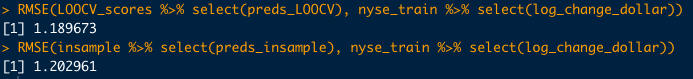 > RMSE(LOOCV_scores %>% select(preds_LOOCV), nyse_train %>% select(log_change_dollar))
[1] 1.189673
> RMSE(insample %>% select(preds_insample), nyse_train %>% select(log_change_dollar))
[1] 1.202961